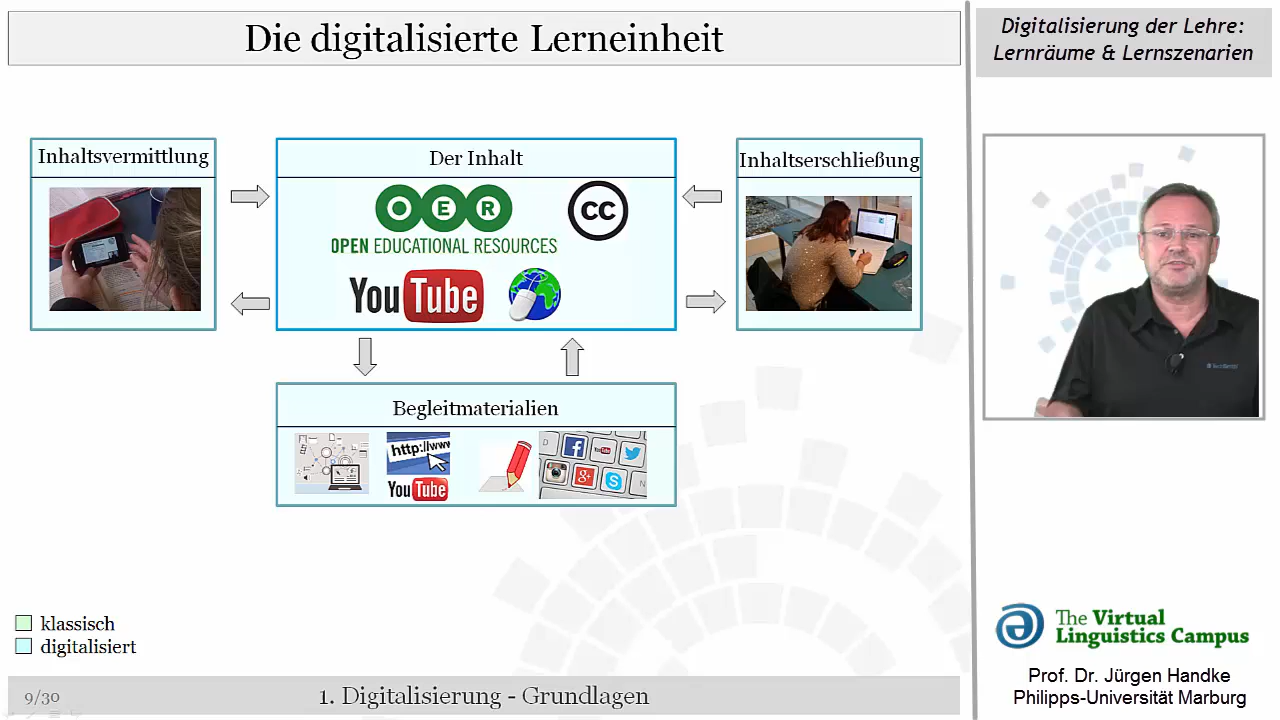 Die digitalisierte Lerneinheit
Digitalisierung der Lehre:
Lernräume & Lernszenarien
Inhaltsvermittlung
Der Inhalt
Inhaltserschließung
OER
OPEN EDUCATIONAL RESOURCES
CC
YouTube
Begleitmaterialien
http://www
YouTube
klassisch
digitalisiert
The Virtual
Linguistics Campus
Prof. Dr. Jürgen Handke
Philipps-Universität Marburg
9/30
1. Digitalisierung - Grundlagen